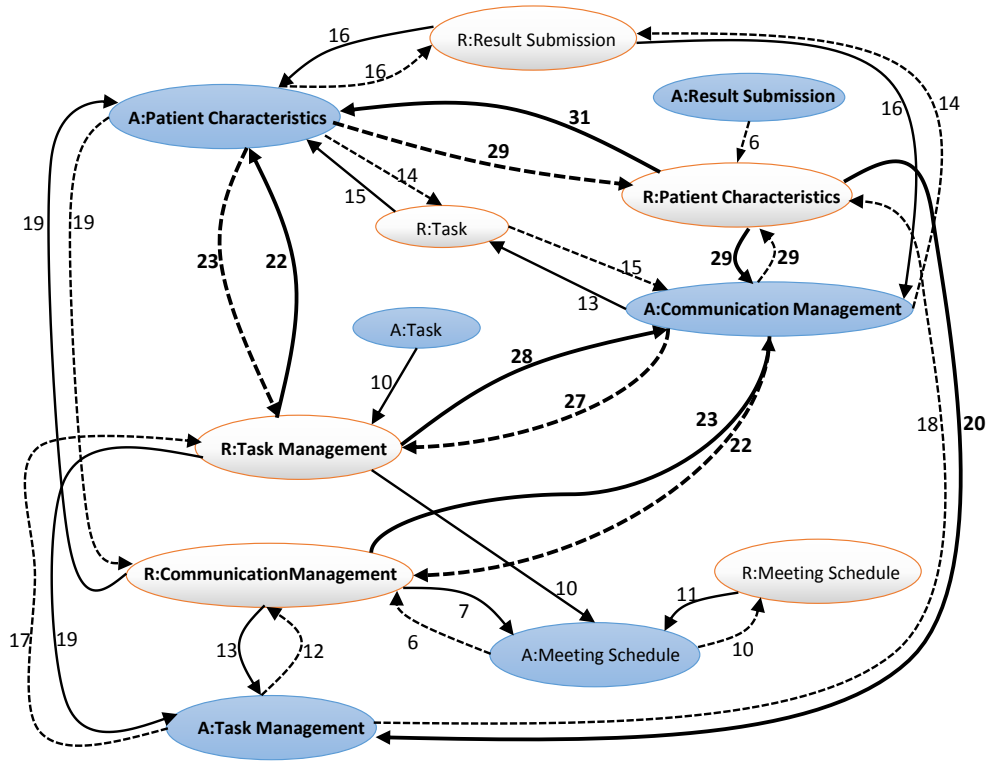 16
R:Result Submission
16
A:Result Submission
16
14
A:Patient Characteristics
31
6
29
14
R:Patient Characteristics
15
19
19
R:Task
23
22
15
29
29
13
A:Communication Management
A:Task
28
10
27
23
18
20
R:Task Management
22
R:CommunicationManagement
R:Meeting Schedule
10
11
7
17
19
6
13
12
A:Meeting Schedule
10
A:Task Management